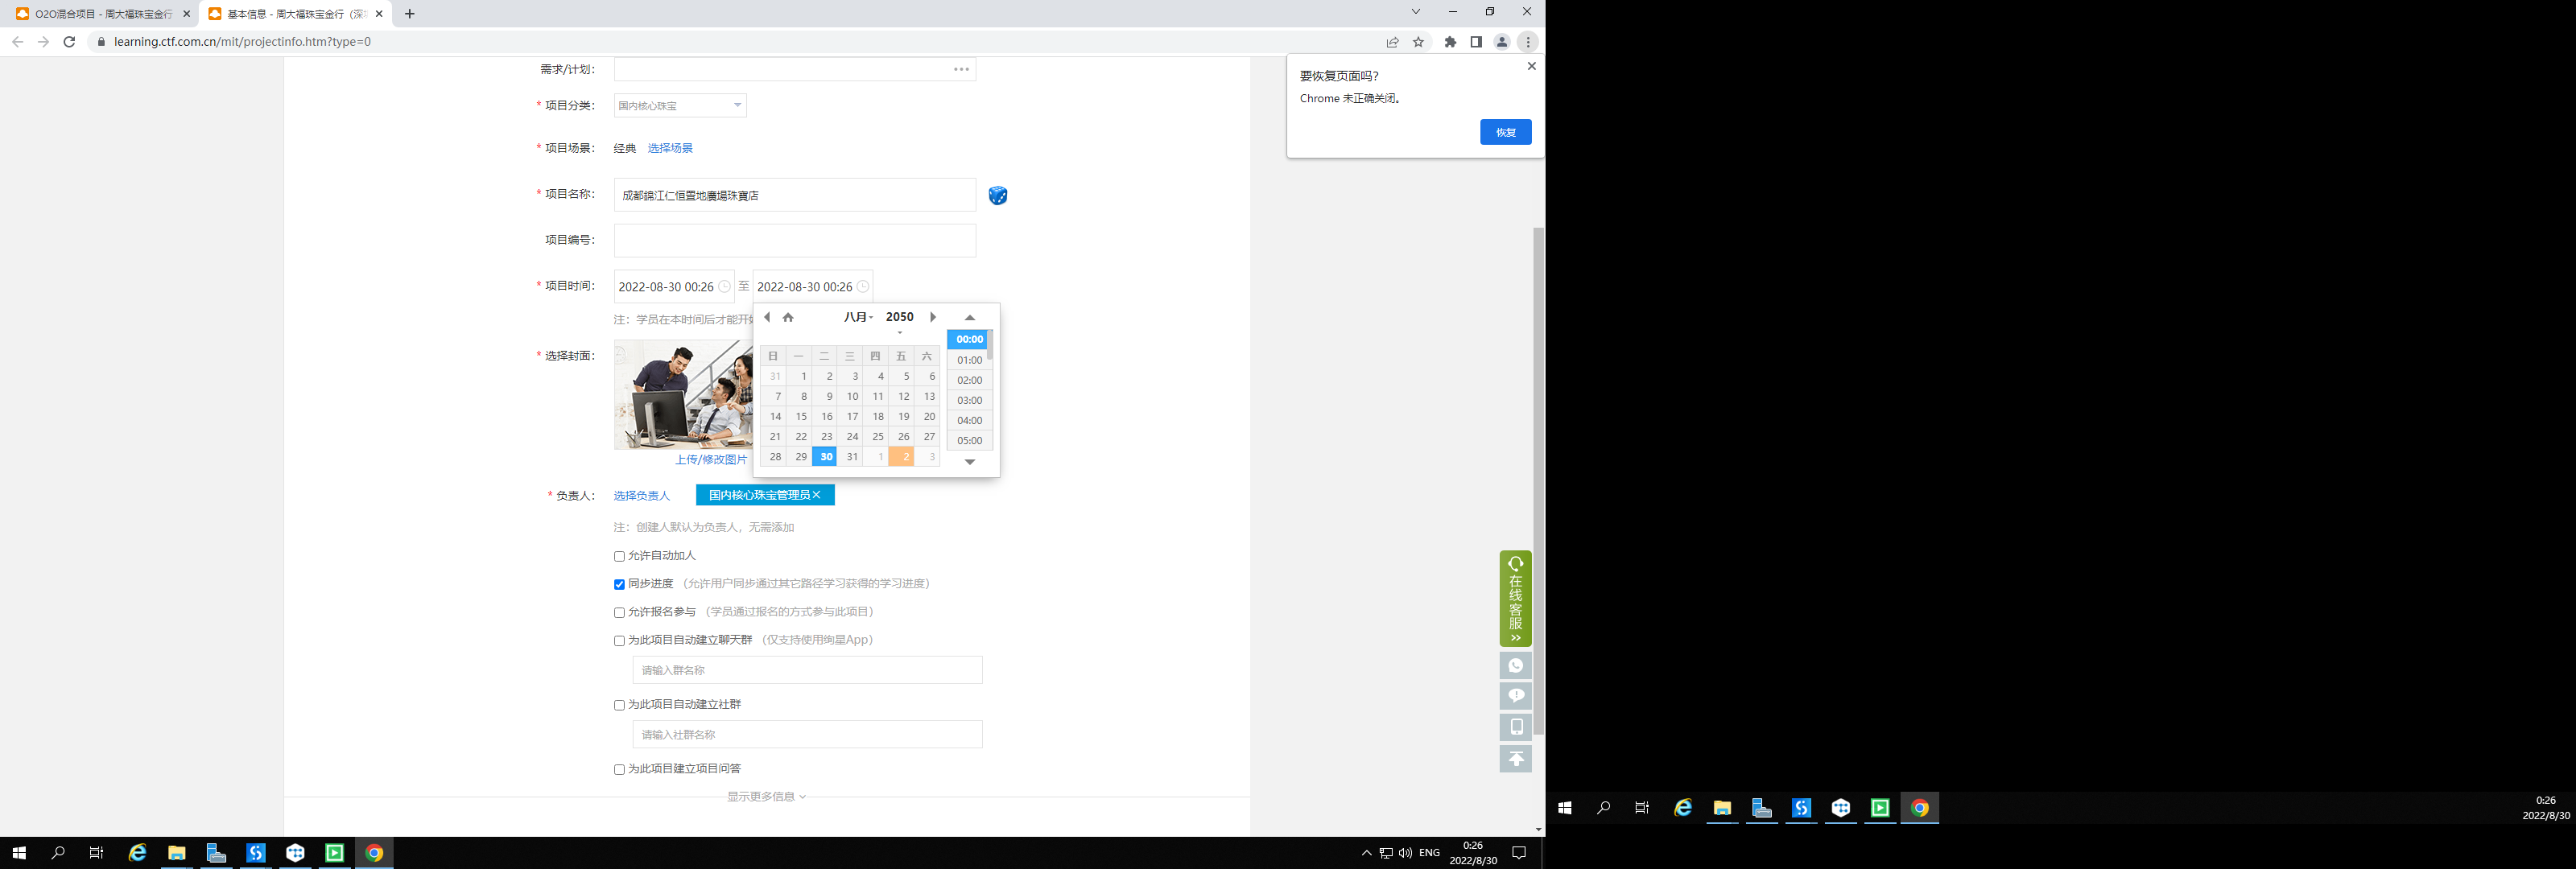 O2O混合项目 - 周大福珠宝金行
基本信息 - 周大福珠宝金行（深圳
learning.ctf.com.cn/mit/projectinfo.htm?type=0
要恢复页面吗?
Chrome 未正确关闭。
恢复
需求/计划：
* 项目分类： 国内核心珠宝
* 项目场景： 经典 选择场景
* 项目名称： 成都錦江仁恒置地廣場珠寶店
项目编号：
* 项目时间： 2022-08-30 00:26 至 2022-08-30 00:26
注：学员在本时间后才能开始
八月 2050
日 一 二 三 四 五 六
31 1 2 3 4 5 6
7 8 9 10 11 12 13
14 15 16 17 18 19 20
21 22 23 24 25 26 27
28 29 30 31 1 2 3
00:00
01:00
02:00
03:00
04:00
05:00
* 选择封面：
上传/修改图片
* 负责人： 选择负责人 国内核心珠宝管理员
注：创建人默认为负责人，无需添加
允许自动加人
同步进度 （允许用户同步通过其它路径学习获得的学习进度）
允许报名参与 （学员通过报名的方式参与此项目）
为此项目自动建立聊天群 （仅支持使用绚星App）
请输入群名称
为此项目自动建立社群
请输入社群名称
为此项目建立项目问答
显示更多信息
在线客服
ENG
0:26
2022/8/30
0:26
2022/8/30